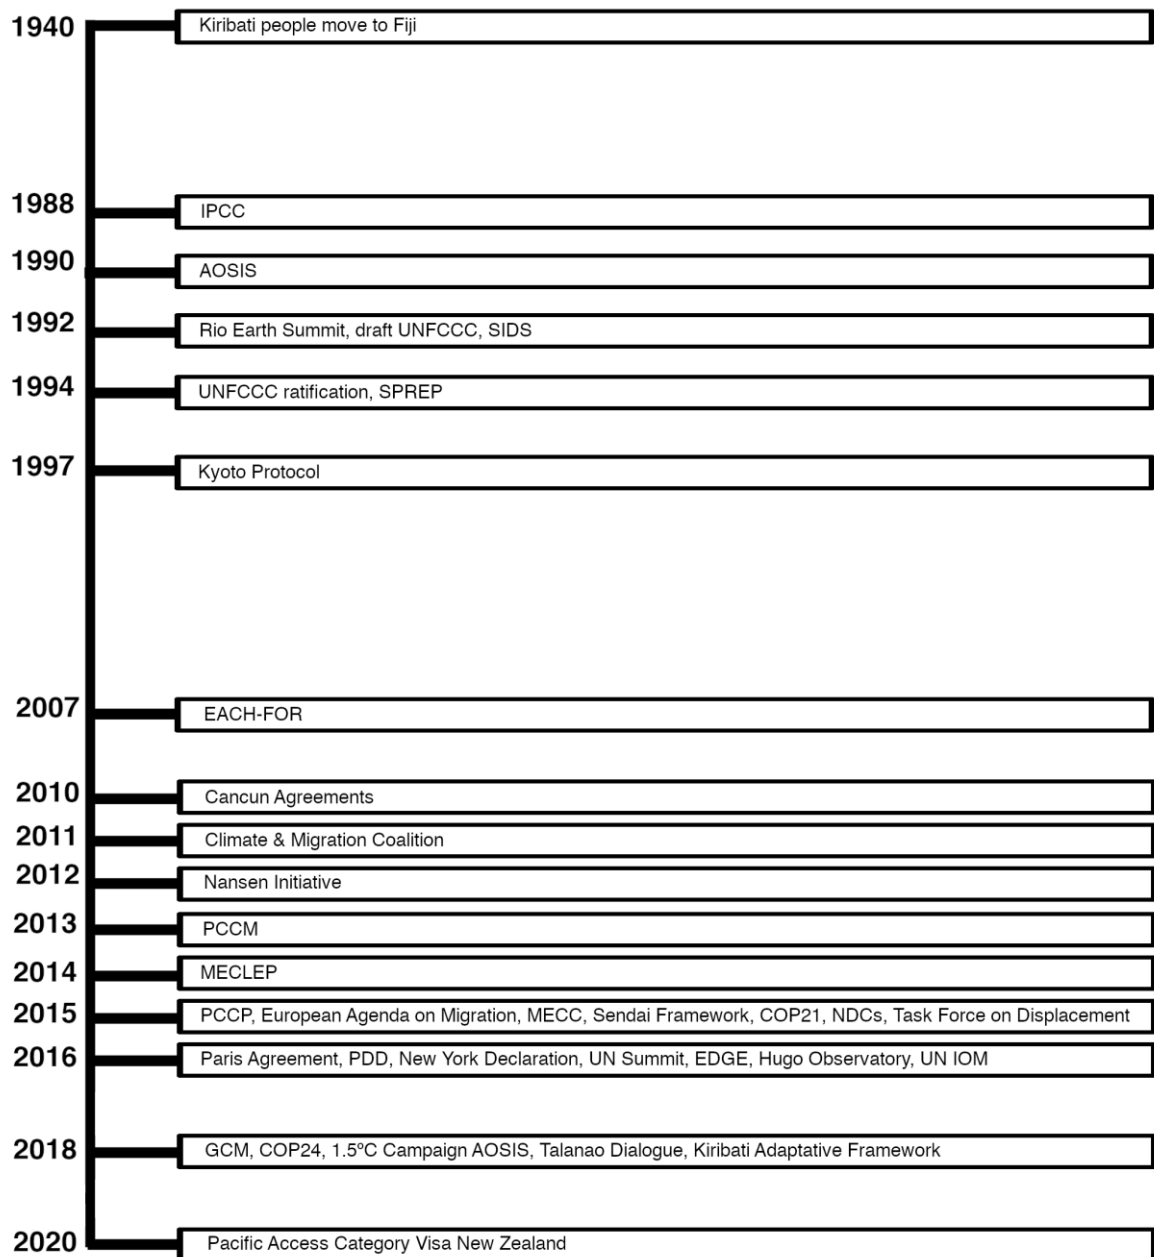 1940 Kiribati people move to Fiji
1988 IPCC
1990 AOSIS
1992 Rio Earth Summit, draft UNFCCC, SIDS
1994 UNFCCC ratification, SPREP
1997 Kyoto Protocol
2007 EACH-FOR
2010 Cancun Agreements
2011 Climate & Migration Coalition
2012 Nansen Initiative
2013 PCCM
2014 MECLEP
2015 PCCP, European Agenda on Migration, MECC, Sendai Framework, COP21, NDCs, Task Force on Displacement
2016 Paris Agreement, PDD, New York Declaration, UN Summit, EDGE, Hugo Observatory, UN IOM
2018 GCM, COP24, 1.5ºC Campaign AOSIS, Talanao Dialogue, Kiribati Adaptative Framework
2020 Pacific Access Category Visa New Zealand